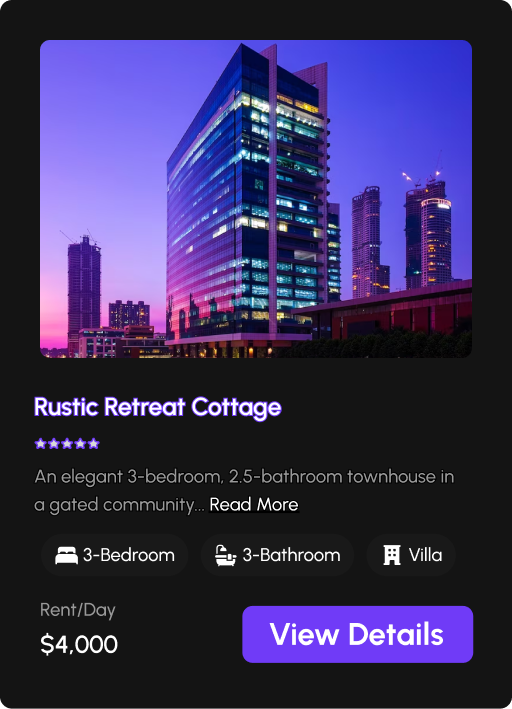 Rustic Retreat Cottage
An elegant 3-bedroom, 2.5-bathroom townhouse in
a gated community... Read More
3-Bedroom
3-Bathroom
Villa
Rent/Day
$4,000
View Details